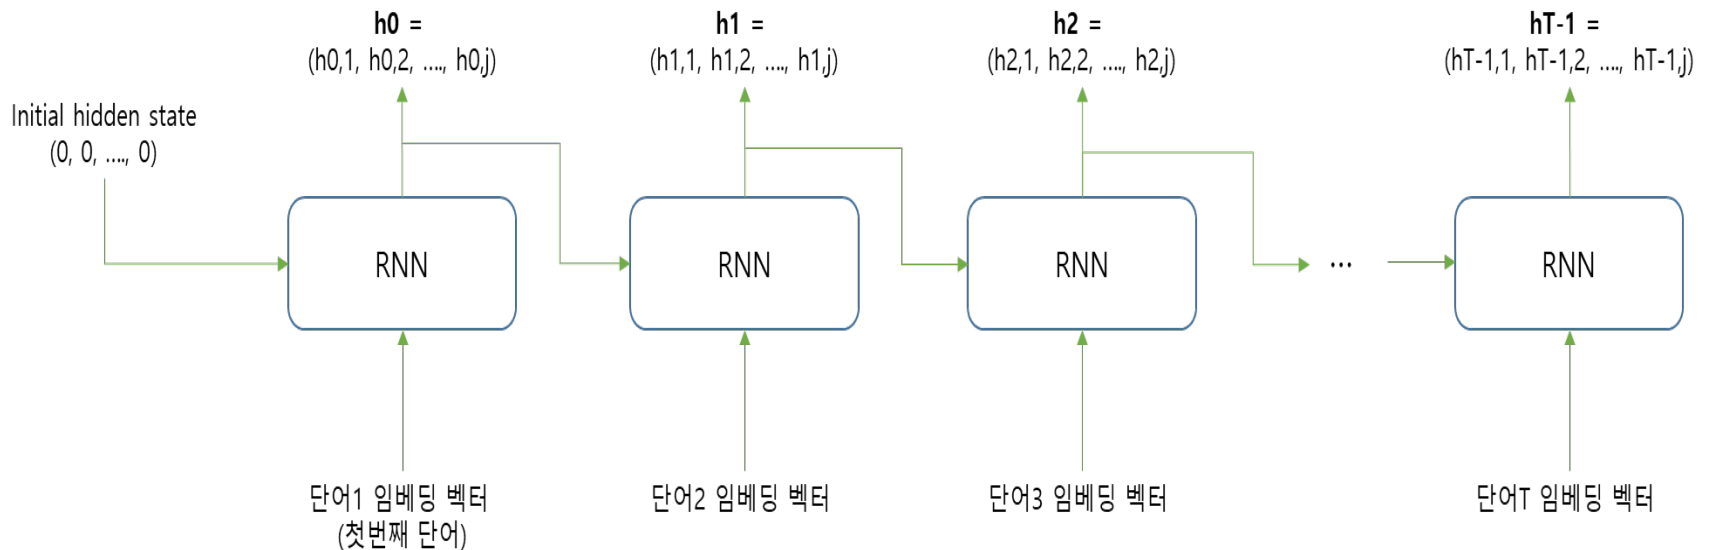 h0 =
(h0,1, h0,2, …., h0,j)
h1 =
(h1,1, h1,2, …., h1,j)
h2 =
(h2,1, h2,2, …., h2,j)
hT-1 =
(hT-1,1, hT-1,2, …., hT-1,j)
Initial hidden state
(0, 0, …., 0)
RNN
RNN
RNN
…
RNN
단어1 임베딩 벡터
(첫번째 단어)
단어2 임베딩 벡터
단어3 임베딩 벡터
단어T 임베딩 벡터